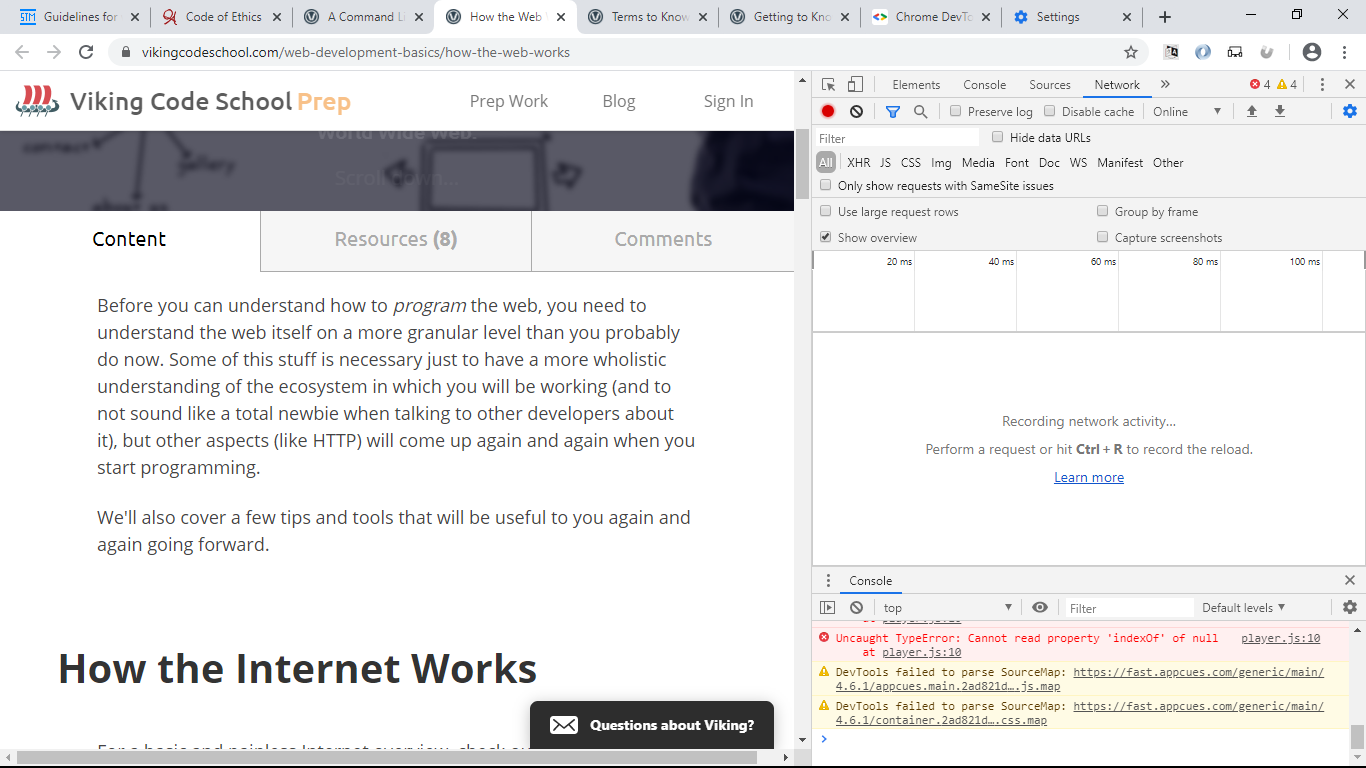 Guidelines for
Code of Ethics
A Command Li
How the Web
Terms to Know
Getting to Kno
Chrome DevTo
Settings
vikingcodeschool.com/web-development-basics/how-the-web-works
Viking Code School Prep
Prep Work
Blog
Sign In
World Wide Web.
connect
gallery
about us
Scroll down...
Content
Resources (8)
Comments
Before you can understand how to program the web, you need to
understand the web itself on a more granular level than you probably
do now. Some of this stuff is necessary just to have a more wholistic
understanding of the ecosystem in which you will be working (and to
not sound like a total newbie when talking to other developers about
it), but other aspects (like HTTP) will come up again and again when you
start programming.
We'll also cover a few tips and tools that will be useful to you again and
again going forward.
How the Internet Works
Questions about Viking?
Elements
Console
Sources
Network
4
4
Preserve log
Disable cache
Online
Filter
Hide data URLs
All
XHR JS CSS Img Media Font Doc WS Manifest Other
Only show requests with SameSite issues
Use large request rows
Group by frame
Show overview
Capture screenshots
20 ms
40 ms
60 ms
80 ms
100 ms
Recording network activity…
Perform a request or hit Ctrl + R to record the reload.
Learn more
Console
top
Filter
Default levels
Uncaught TypeError: Cannot read property 'indexOf' of null player.js:10
at player.js:10
DevTools failed to parse SourceMap: https://fast.appcues.com/generic/main/
4.6.1/appcues.main.2ad821d….js.map
DevTools failed to parse SourceMap: https://fast.appcues.com/generic/main/
4.6.1/container.2ad821d….css.map